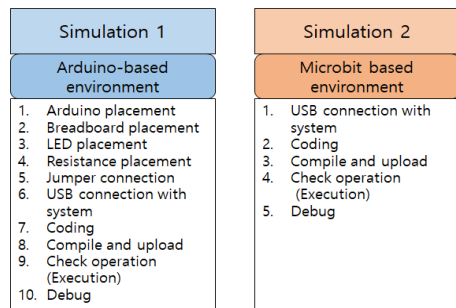 Simulation 1
Arduino-based
environment
1. Arduino placement
2. Breadboard placement
3. LED placement
4. Resistance placement
5. Jumper connection
6. USB connection with
system
7. Coding
8. Compile and upload
9. Check operation
(Execution)
10. Debug
Simulation 2
Microbit based
environment
1. USB connection with
system
2. Coding
3. Compile and upload
4. Check operation
(Execution)
5. Debug